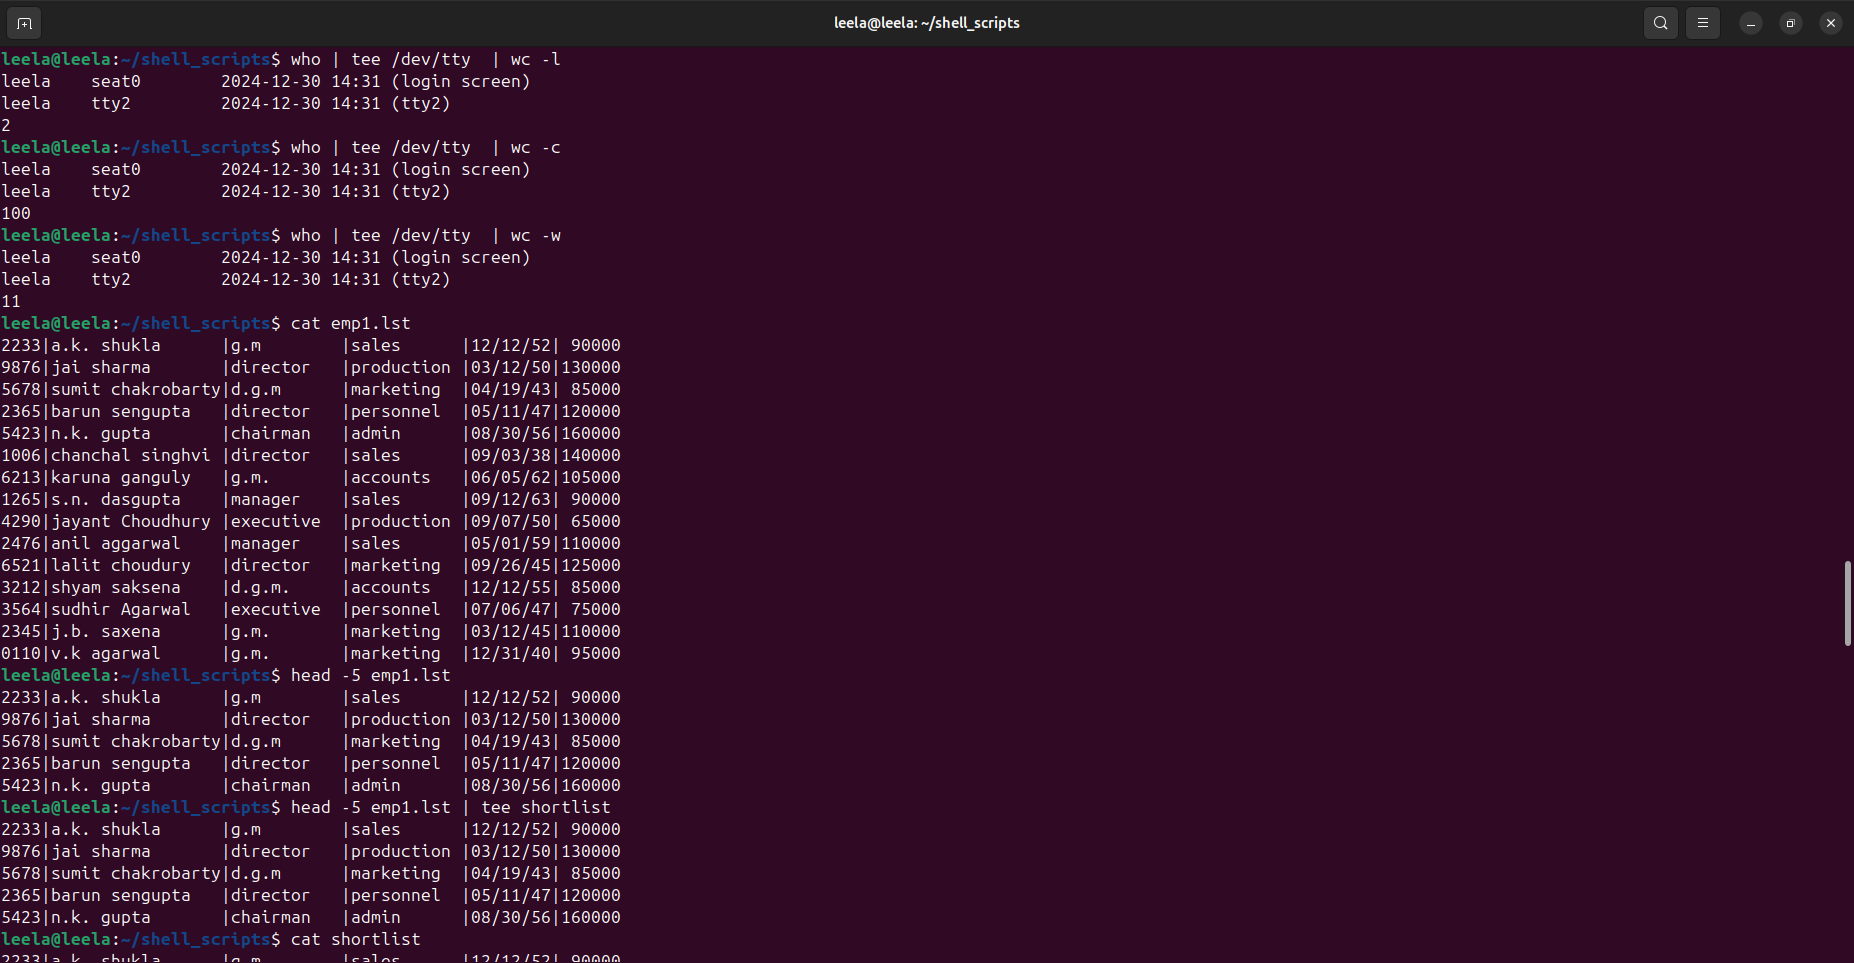 leela@leela: ~/shell_scripts
leela@leela:~/shell_scripts$ who | tee /dev/tty  | wc -l
leela    seat0        2024-12-30 14:31 (login screen)
leela    tty2         2024-12-30 14:31 (tty2)
2
leela@leela:~/shell_scripts$ who | tee /dev/tty  | wc -c
leela    seat0        2024-12-30 14:31 (login screen)
leela    tty2         2024-12-30 14:31 (tty2)
100
leela@leela:~/shell_scripts$ who | tee /dev/tty  | wc -w
leela    seat0        2024-12-30 14:31 (login screen)
leela    tty2         2024-12-30 14:31 (tty2)
11
leela@leela:~/shell_scripts$ cat emp1.lst
2233|a.k. shukla      |g.m        |sales      |12/12/52| 90000
9876|jai sharma       |director   |production |03/12/50|130000
5678|sumit chakrobarty|d.g.m      |marketing  |04/19/43| 85000
2365|barun sengupta   |director   |personnel  |05/11/47|120000
5423|n.k. gupta       |chairman   |admin      |08/30/56|160000
1006|chanchal singhvi |director   |sales      |09/03/38|140000
6213|karuna ganguly   |g.m.       |accounts   |06/05/62|105000
1265|s.n. dasgupta    |manager    |sales      |09/12/63| 90000
4290|jayant Choudhury |executive  |production |09/07/50| 65000
2476|anil aggarwal    |manager    |sales      |05/01/59|110000
6521|lalit choudury   |director   |marketing  |09/26/45|125000
3212|shyam saksena    |d.g.m.     |accounts   |12/12/55| 85000
3564|sudhir Agarwal   |executive  |personnel  |07/06/47| 75000
2345|j.b. saxena      |g.m.       |marketing  |03/12/45|110000
0110|v.k agarwal      |g.m.       |marketing  |12/31/40| 95000
leela@leela:~/shell_scripts$ head -5 emp1.lst
2233|a.k. shukla      |g.m        |sales      |12/12/52| 90000
9876|jai sharma       |director   |production |03/12/50|130000
5678|sumit chakrobarty|d.g.m      |marketing  |04/19/43| 85000
2365|barun sengupta   |director   |personnel  |05/11/47|120000
5423|n.k. gupta       |chairman   |admin      |08/30/56|160000
leela@leela:~/shell_scripts$ head -5 emp1.lst | tee shortlist
2233|a.k. shukla      |g.m        |sales      |12/12/52| 90000
9876|jai sharma       |director   |production |03/12/50|130000
5678|sumit chakrobarty|d.g.m      |marketing  |04/19/43| 85000
2365|barun sengupta   |director   |personnel  |05/11/47|120000
5423|n.k. gupta       |chairman   |admin      |08/30/56|160000
leela@leela:~/shell_scripts$ cat shortlist
2233|a.k. shukla      |g.m        |sales      |12/12/52| 90000